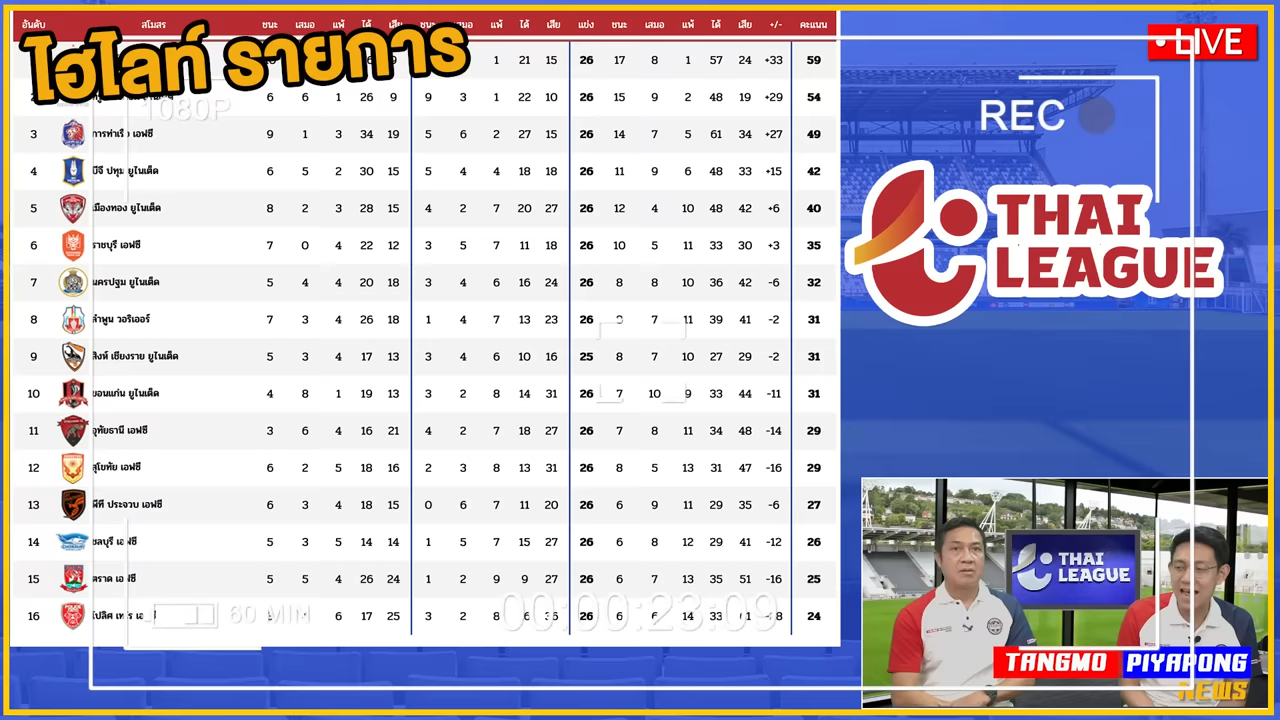 ไฮไลท์ รายการ
LIVE
REC
1080P
THAI
LEAGUE
อันดับ สโมสร ชนะ เสมอ แพ้ ได้ เสีย ชนะ เสมอ แพ้ ได้ เสีย แข่ง ชนะ เสมอ แพ้ ได้ เสีย +/- คะแนน
1 21 15 26 17 8 1 57 24 +33 59
6 6 1 26 9 9 3 1 22 10 26 15 9 2 48 19 +29 54
3 การท่าเรือ เอฟซี 9 1 3 34 19 5 6 2 27 15 26 14 7 5 61 34 +27 49
4 บีจี ปทุม ยูไนเต็ด 6 5 2 30 15 5 4 4 18 18 26 11 9 6 48 33 +15 42
5 เมืองทอง ยูไนเต็ด 8 2 3 28 15 4 2 7 20 27 26 12 4 10 48 42 +6 40
6 ราชบุรี เอฟซี 7 0 4 22 12 3 5 7 11 18 26 10 5 11 33 30 +3 35
7 นครปฐม ยูไนเต็ด 5 4 4 20 18 3 4 6 16 24 26 8 8 10 36 42 -6 32
8 ลำพูน วอริเออร์ 7 3 4 26 18 1 4 7 13 23 26 7 11 39 41 -2 31
9 สิงห์ เชียงราย ยูไนเต็ด 5 3 4 17 13 3 4 6 10 16 25 8 7 10 27 29 -2 31
10 ขอนแก่น ยูไนเต็ด 4 8 1 19 13 3 2 8 14 31 26 7 10 9 33 44 -11 31
11 อุทัยธานี เอฟซี 3 6 4 16 21 4 2 7 18 27 26 7 8 11 34 48 -14 29
12 สุโขทัย เอฟซี 6 2 5 18 16 2 3 8 13 31 26 8 5 13 31 47 -16 29
13 พีที ประจวบ เอฟซี 6 3 4 18 15 0 6 7 11 20 26 6 9 11 29 35 -6 27
14 ชลบุรี เอฟซี 5 3 5 14 14 1 5 7 15 27 26 6 8 12 29 41 -12 26
15 ตราด เอฟซี 5 5 4 26 24 1 2 9 9 27 26 6 7 13 35 51 -16 25
16 โปลิศ เทโร เอ 6 17 25 3 2 8 26 6 6 14 33 24
60 MIN
00:00:23:09
THAI
LEAGUE
TANGMO PIYAPONG
NEWS